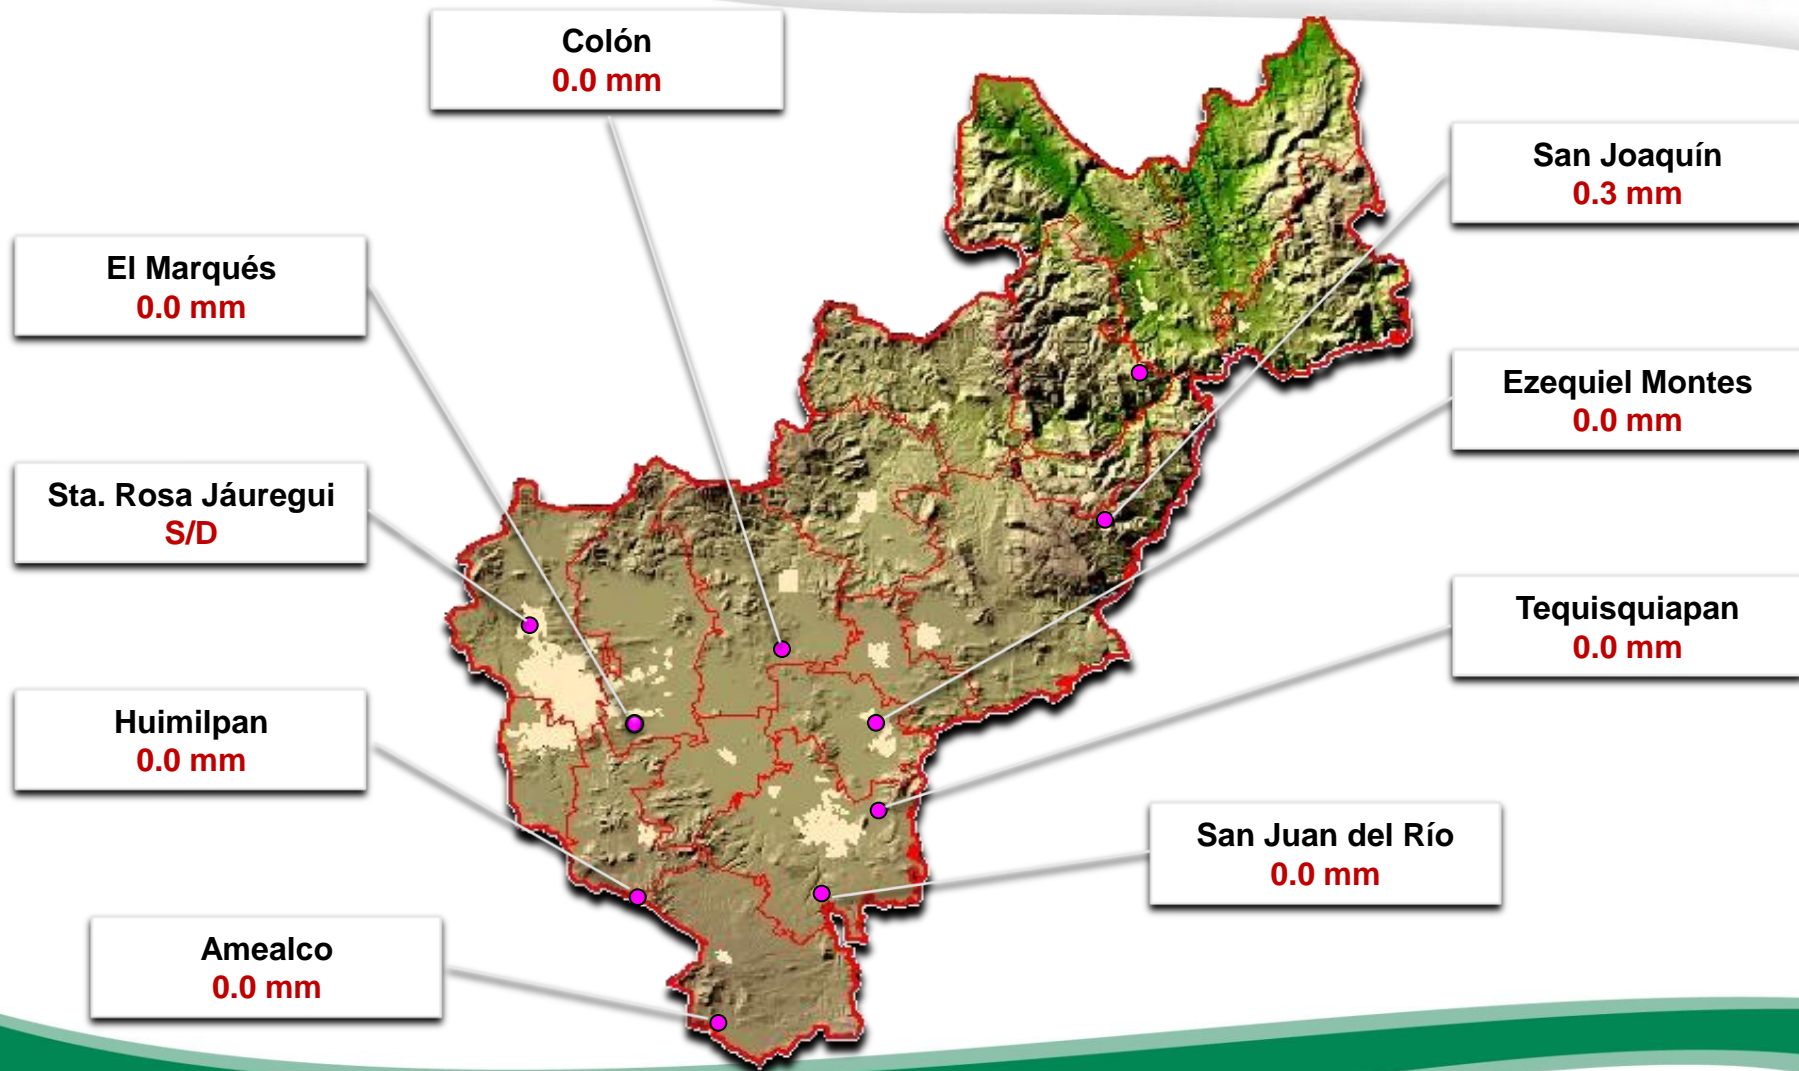 Colón
0.0 mm
San Joaquín
0.3 mm
El Marqués
0.0 mm
Ezequiel Montes
0.0 mm
Sta. Rosa Jáuregui
S/D
Tequisquiapan
0.0 mm
Huimilpan
0.0 mm
San Juan del Río
0.0 mm
Amealco
0.0 mm